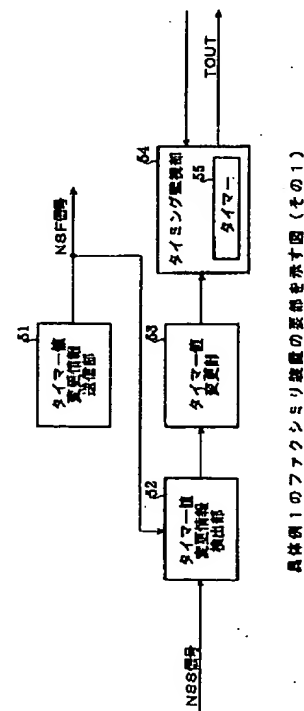 51
タイマー値
変更情報
送信部
NSF信号
NSS信号
52
タイマー値
変更情報
検出部
53
タイマー値
変更部
54
タイミング監視部
55
タイマー
TOUT
具体例1のファクシミリ装置の要部を示す図(その1)